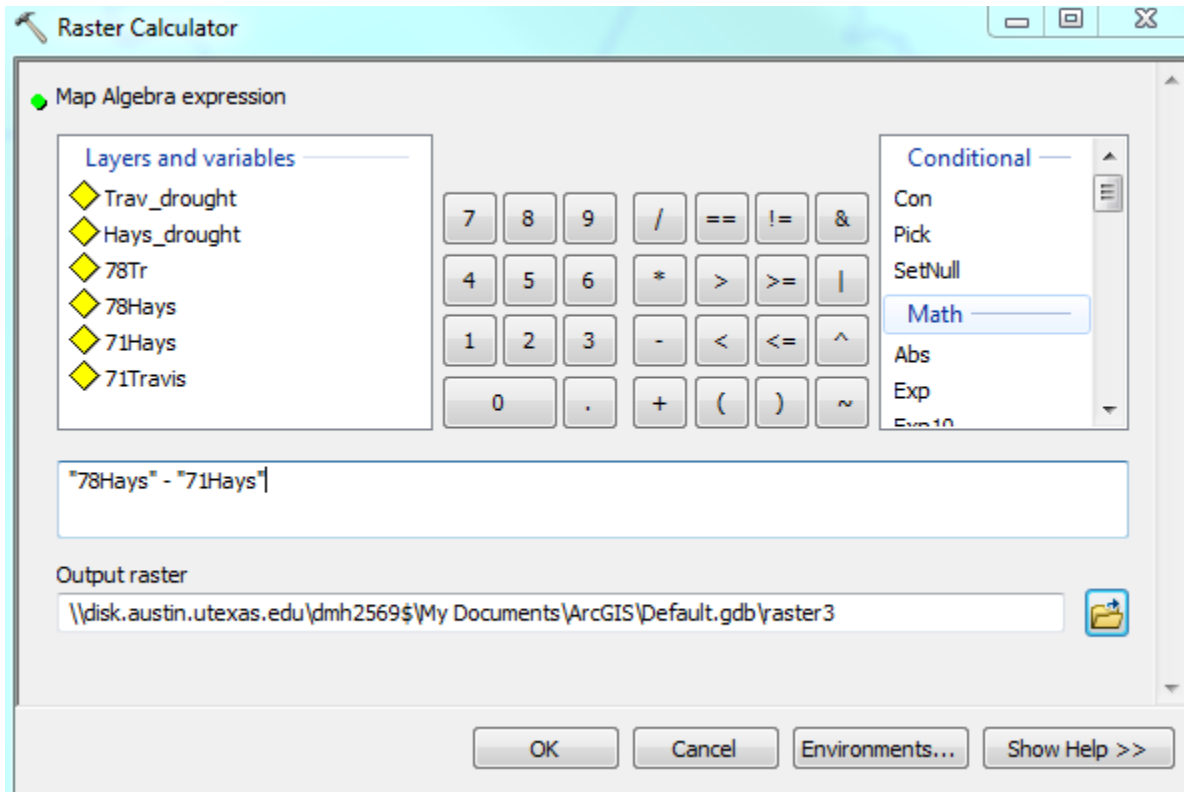 Raster Calculator
Map Algebra expression
Layers and variables
Trav_drought
Hays_drought
78Tr
78Hays
71Hays
71Travis
7 8 9 / == != &
4 5 6 * > >= |
1 2 3 - < <= ^
0 . + ( ) ~
Conditional
Con
Pick
SetNull
Math
Abs
Exp
Exp10
"78Hays" - "71Hays"
Output raster
\\disk.austin.utexas.edu\dmh2569$\My Documents\ArcGIS\Default.gdb\raster3
OK Cancel Environments... Show Help >>